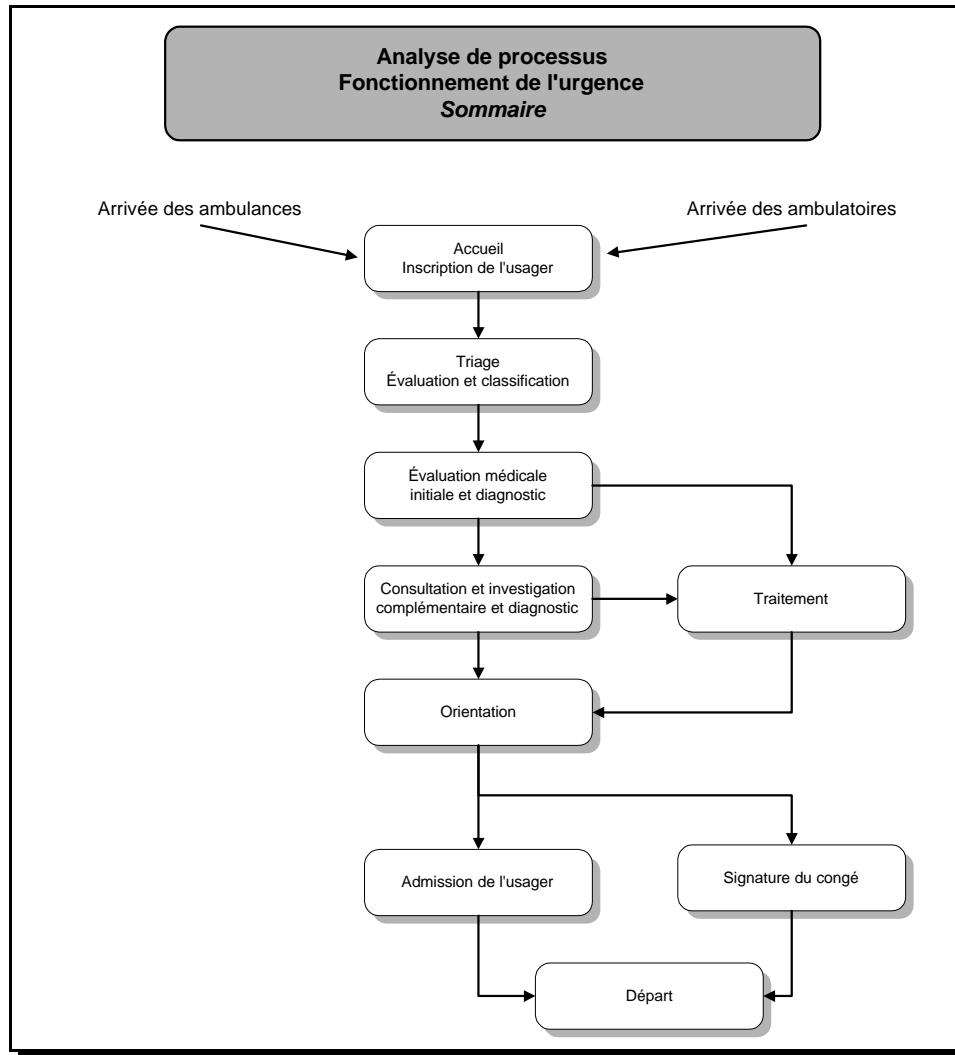 Analyse de processus
Fonctionnement de l'urgence
Sommaire
Arrivée des ambulances
Arrivée des ambulatoires
Accueil
Inscription de l'usager
Triage
Évaluation et classification
Évaluation médicale
initiale et diagnostic
Consultation et investigation
complémentaire et diagnostic
Traitement
Orientation
Admission de l'usager
Signature du congé
Départ